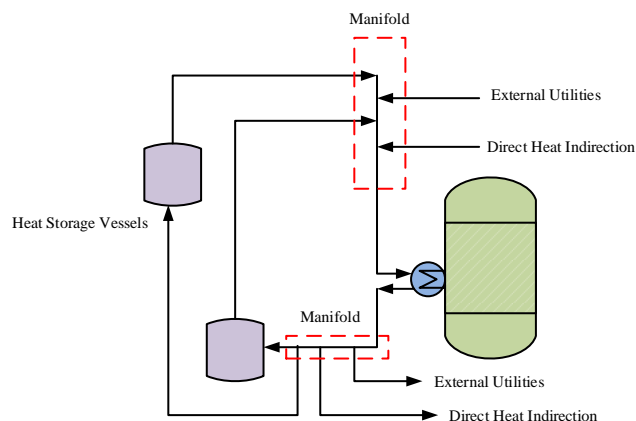 Manifold
External Utilities
Direct Heat Indirection
Heat Storage Vessels
Manifold
External Utilities
Direct Heat Indirection